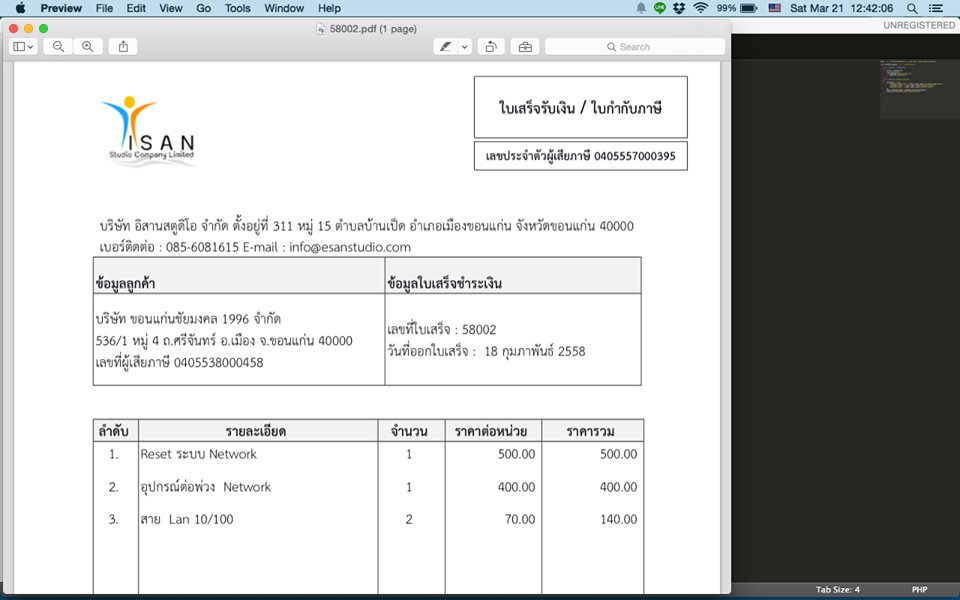 Preview File Edit View Go Tools Window Help 99% Sat Mar 21 12:42:06
UNREGISTERED
58002.pdf (1 page)
Search
ISAN
Studio Company Limited
ใบเสร็จรับเงิน / ใบกำกับภาษี
เลขประจำตัวผู้เสียภาษี 0405557000395
บริษัท อิสานสตูดิโอ จำกัด ตั้งอยู่ที่ 311 หมู่ 15 ตำบลบ้านเป็ด อำเภอเมืองขอนแก่น จังหวัดขอนแก่น 40000
เบอร์ติดต่อ : 085-6081615 E-mail : info@esanstudio.com
ข้อมูลลูกค้า
บริษัท ขอนแก่นชัยมงคล 1996 จำกัด
536/1 หมู่ 4 ถ.ศรีจันทร์ อ.เมือง จ.ขอนแก่น 40000
เลขที่ผู้เสียภาษี 0405538000458
ข้อมูลใบเสร็จชำระเงิน
เลขที่ใบเสร็จ : 58002
วันที่ออกใบเสร็จ : 18 กุมภาพันธ์ 2558
ลำดับ รายละเอียด จำนวน ราคาต่อหน่วย ราคารวม
1. Reset ระบบ Network 1 500.00 500.00
2. อุปกรณ์ต่อพ่วง Network 1 400.00 400.00
3. สาย Lan 10/100 2 70.00 140.00
Tab Size: 4 PHP